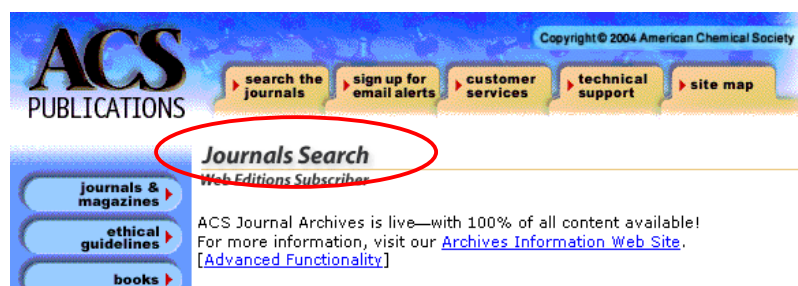 Copyright © 2004 American Chemical Society
ACS
PUBLICATIONS
search the
journals
sign up for
email alerts
customer
services
technical
support
site map
Journals Search
Web Editions Subscriber
journals &
magazines
ethical
guidelines
books
ACS Journal Archives is live—with 100% of all content available!
For more information, visit our Archives Information Web Site.
[Advanced Functionality]